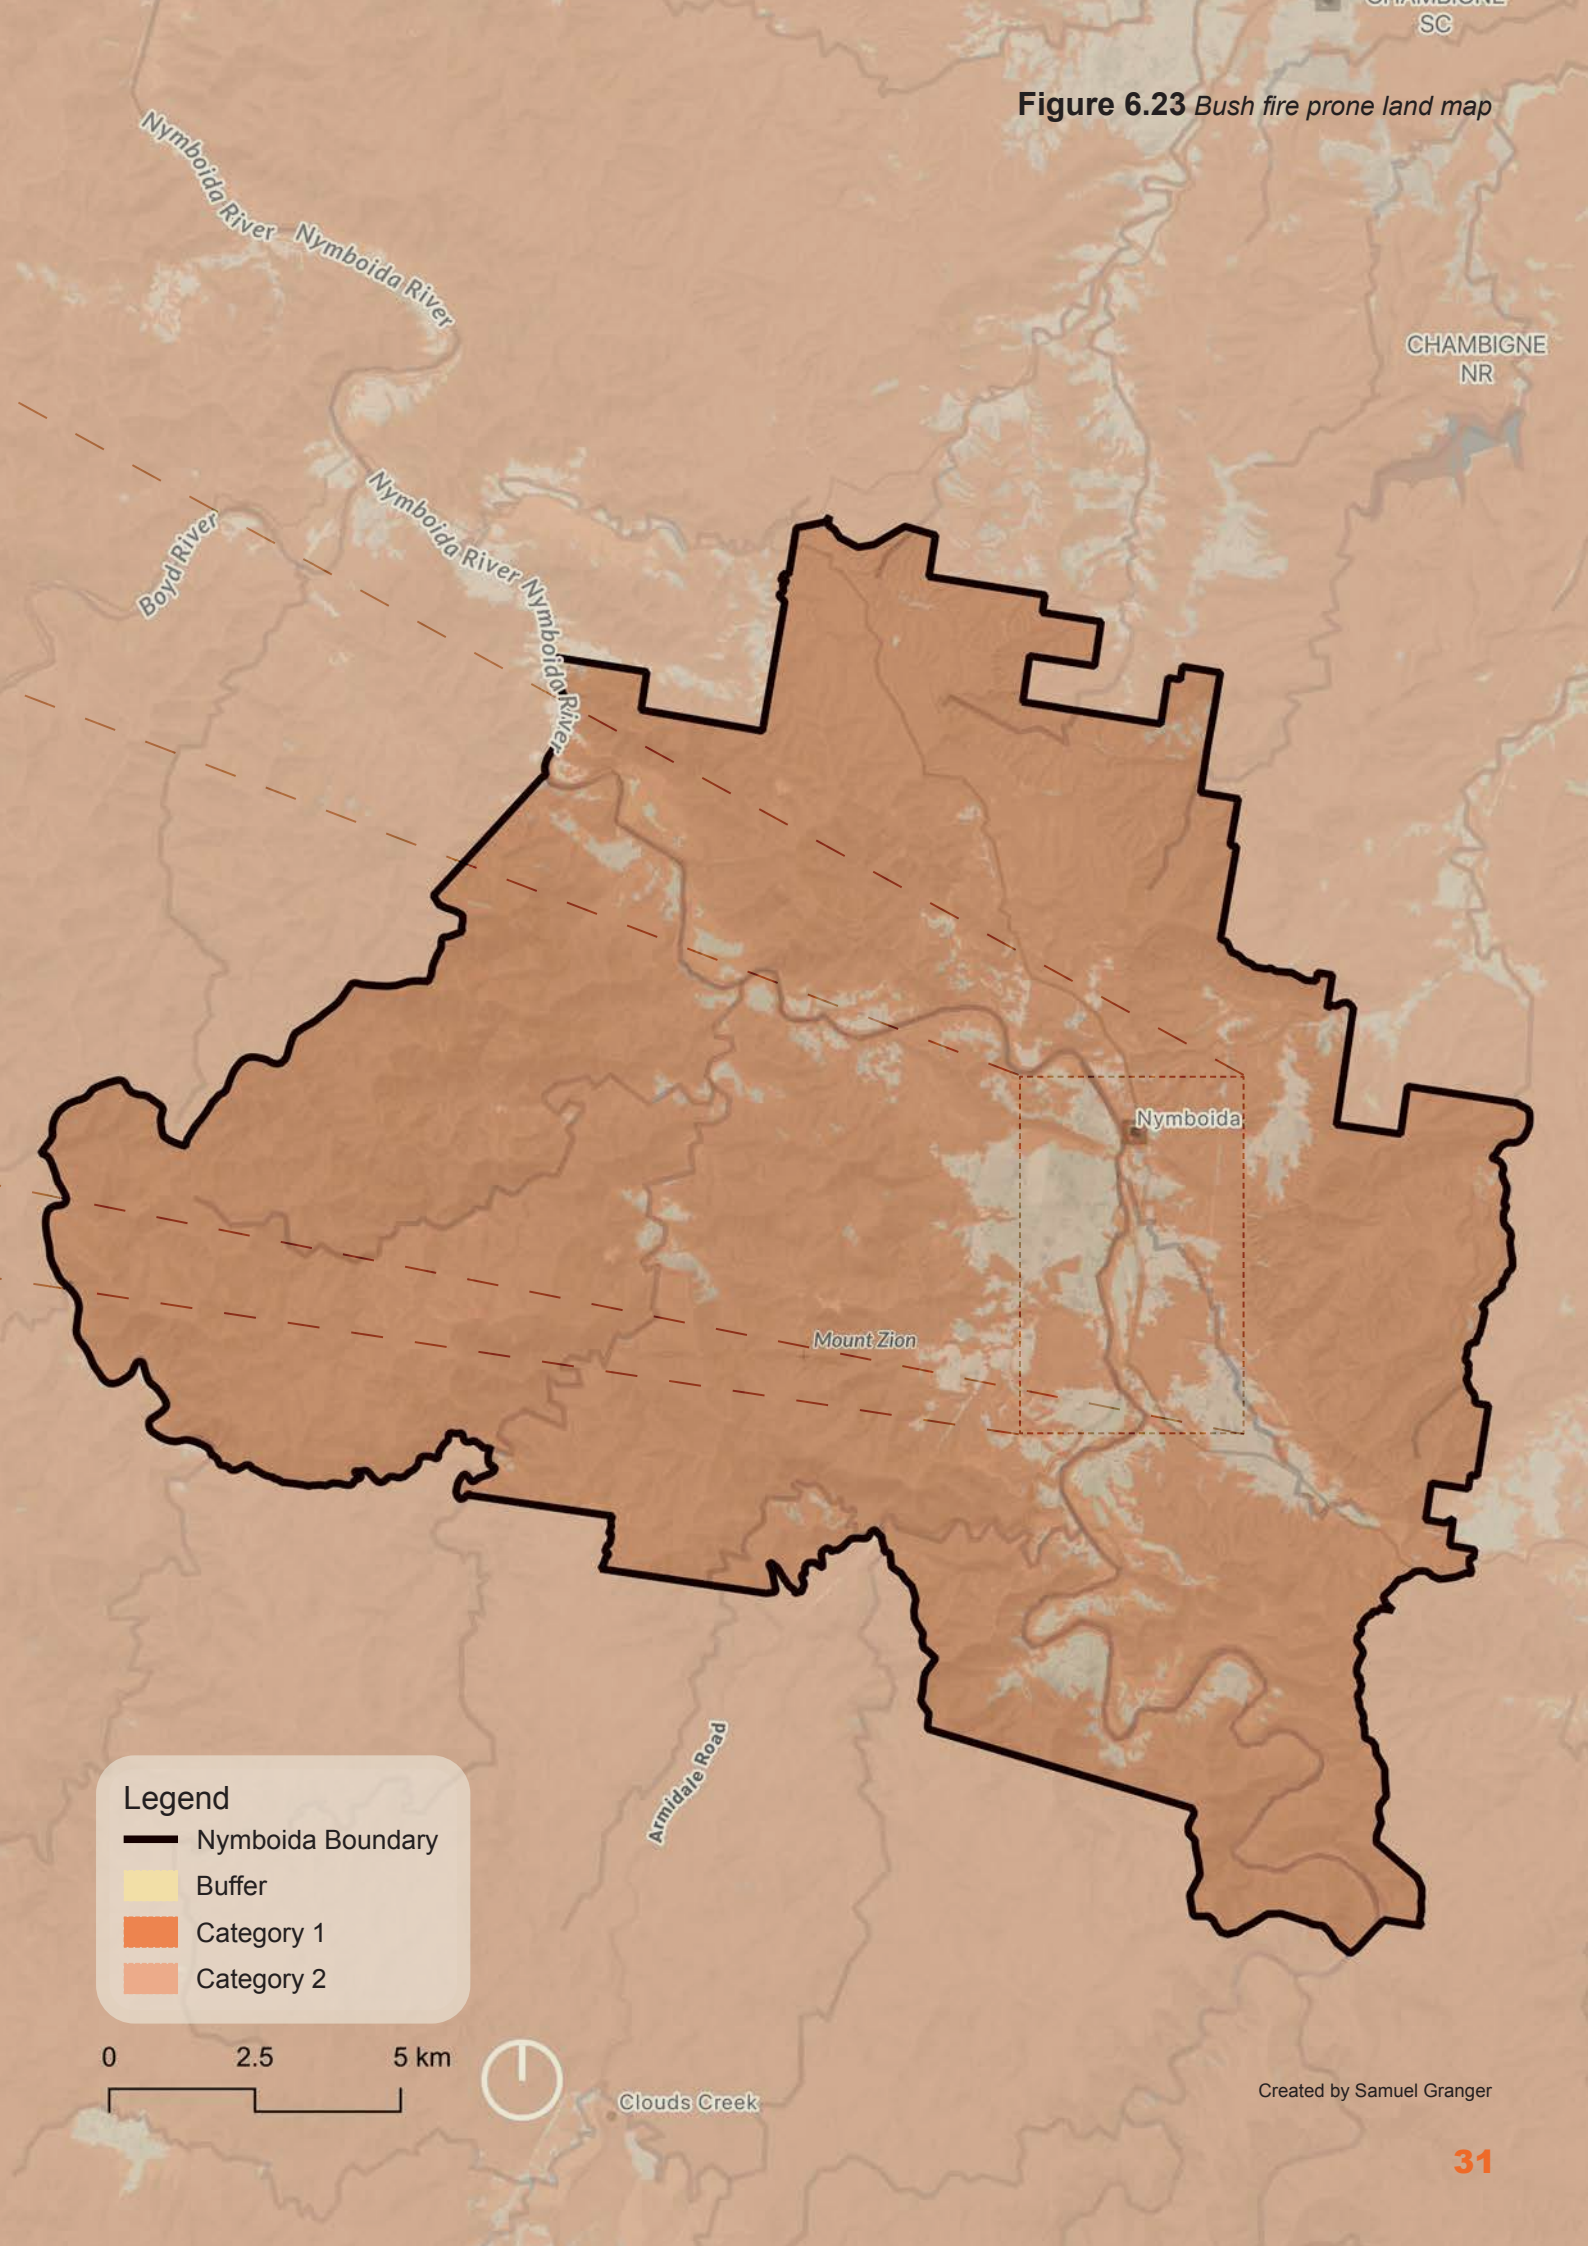 SC
Figure 6.23 Bush fire prone land map
Nymboida River
Nymboida River
CHAMBIGNE
NR
Nymboida River
Boyd River
Nymboida River
Nymboida
Mount Zion
Armidale Road
Legend
Nymboida Boundary
Buffer
Category 1
Category 2
0 2.5 5 km
Clouds Creek
Created by Samuel Granger
31